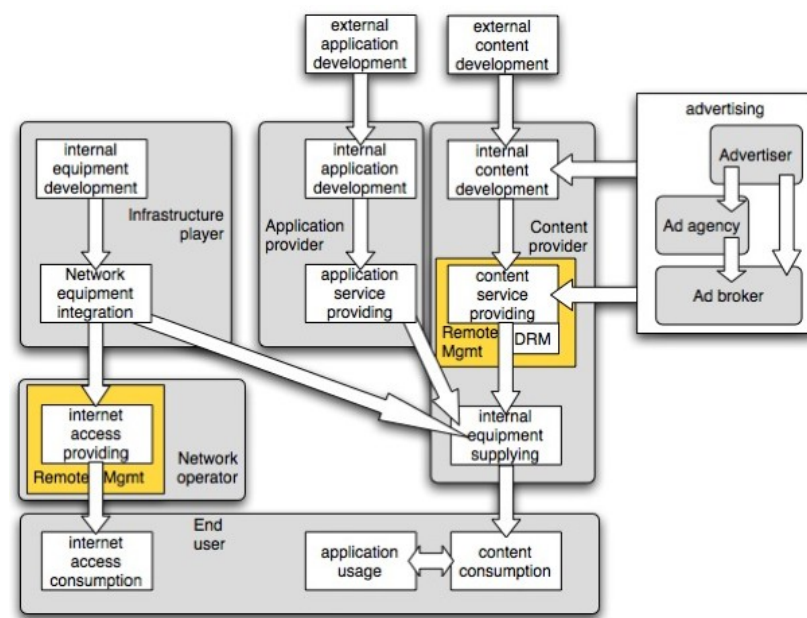 external
application
development
external
content
development
advertising
Advertiser
Ad agency
Ad broker
internal
equipment
development
Infrastructure
player
Network
equipment
integration
internal
application
development
Application
provider
application
service
providing
internal
content
development
Content
provider
content
service
providing
Remote
Mgmt
DRM
internal
equipment
supplying
internet
access
providing
Remote Mgmt
Network
operator
End
user
internet
access
consumption
application
usage
content
consumption